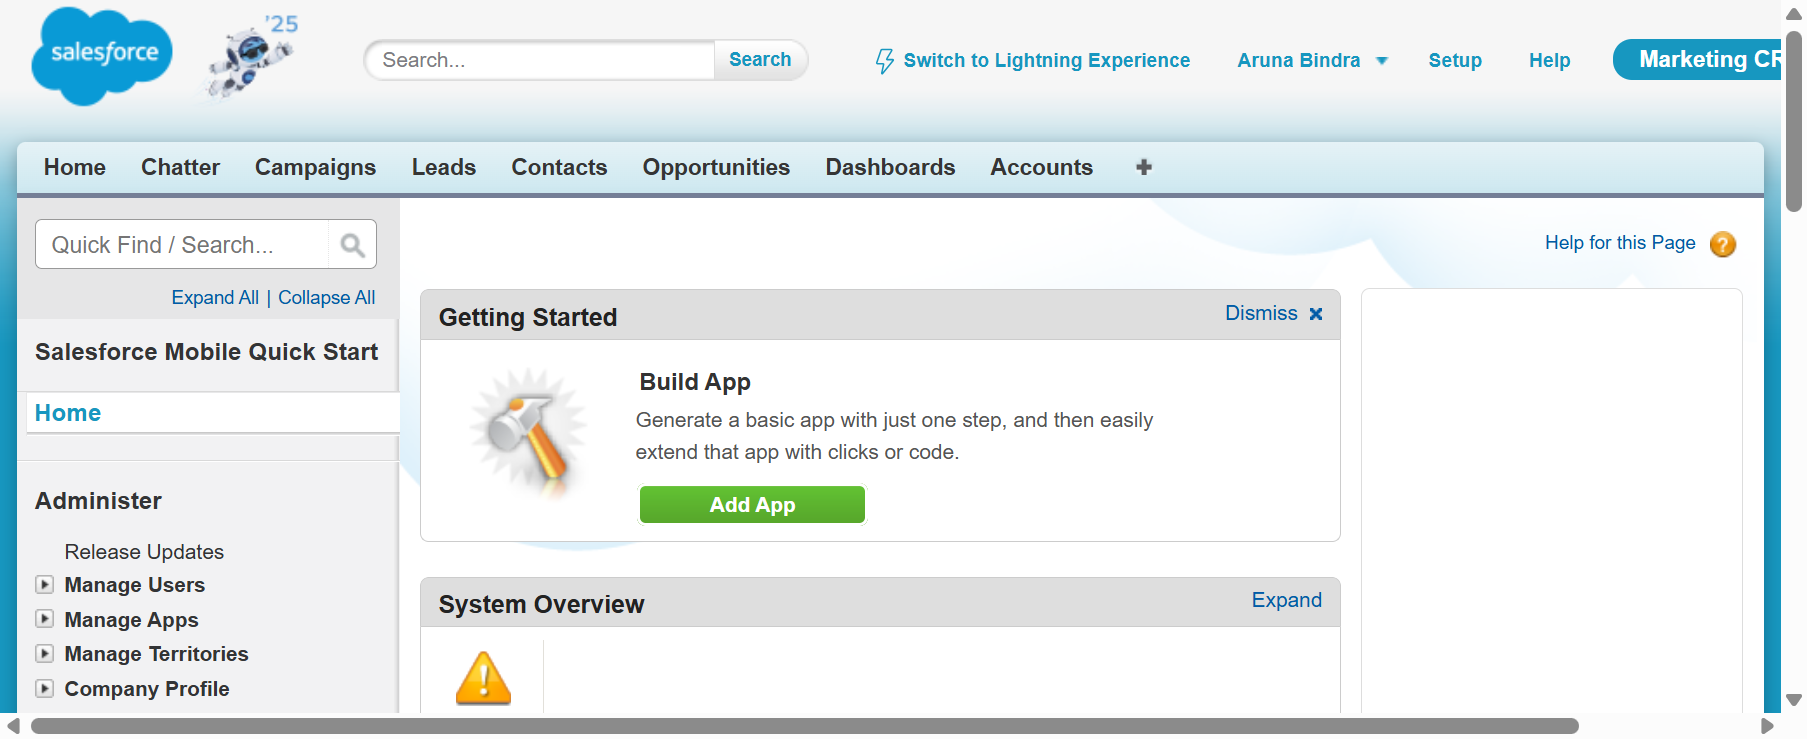 salesforce
'25
Search...
Search
Switch to Lightning Experience
Aruna Bindra
Setup
Help
Marketing CR
Home
Chatter
Campaigns
Leads
Contacts
Opportunities
Dashboards
Accounts
Quick Find / Search...
Expand All | Collapse All
Salesforce Mobile Quick Start
Home
Administer
Release Updates
Manage Users
Manage Apps
Manage Territories
Company Profile
Help for this Page
Getting Started
Dismiss
Build App
Generate a basic app with just one step, and then easily
extend that app with clicks or code.
Add App
System Overview
Expand